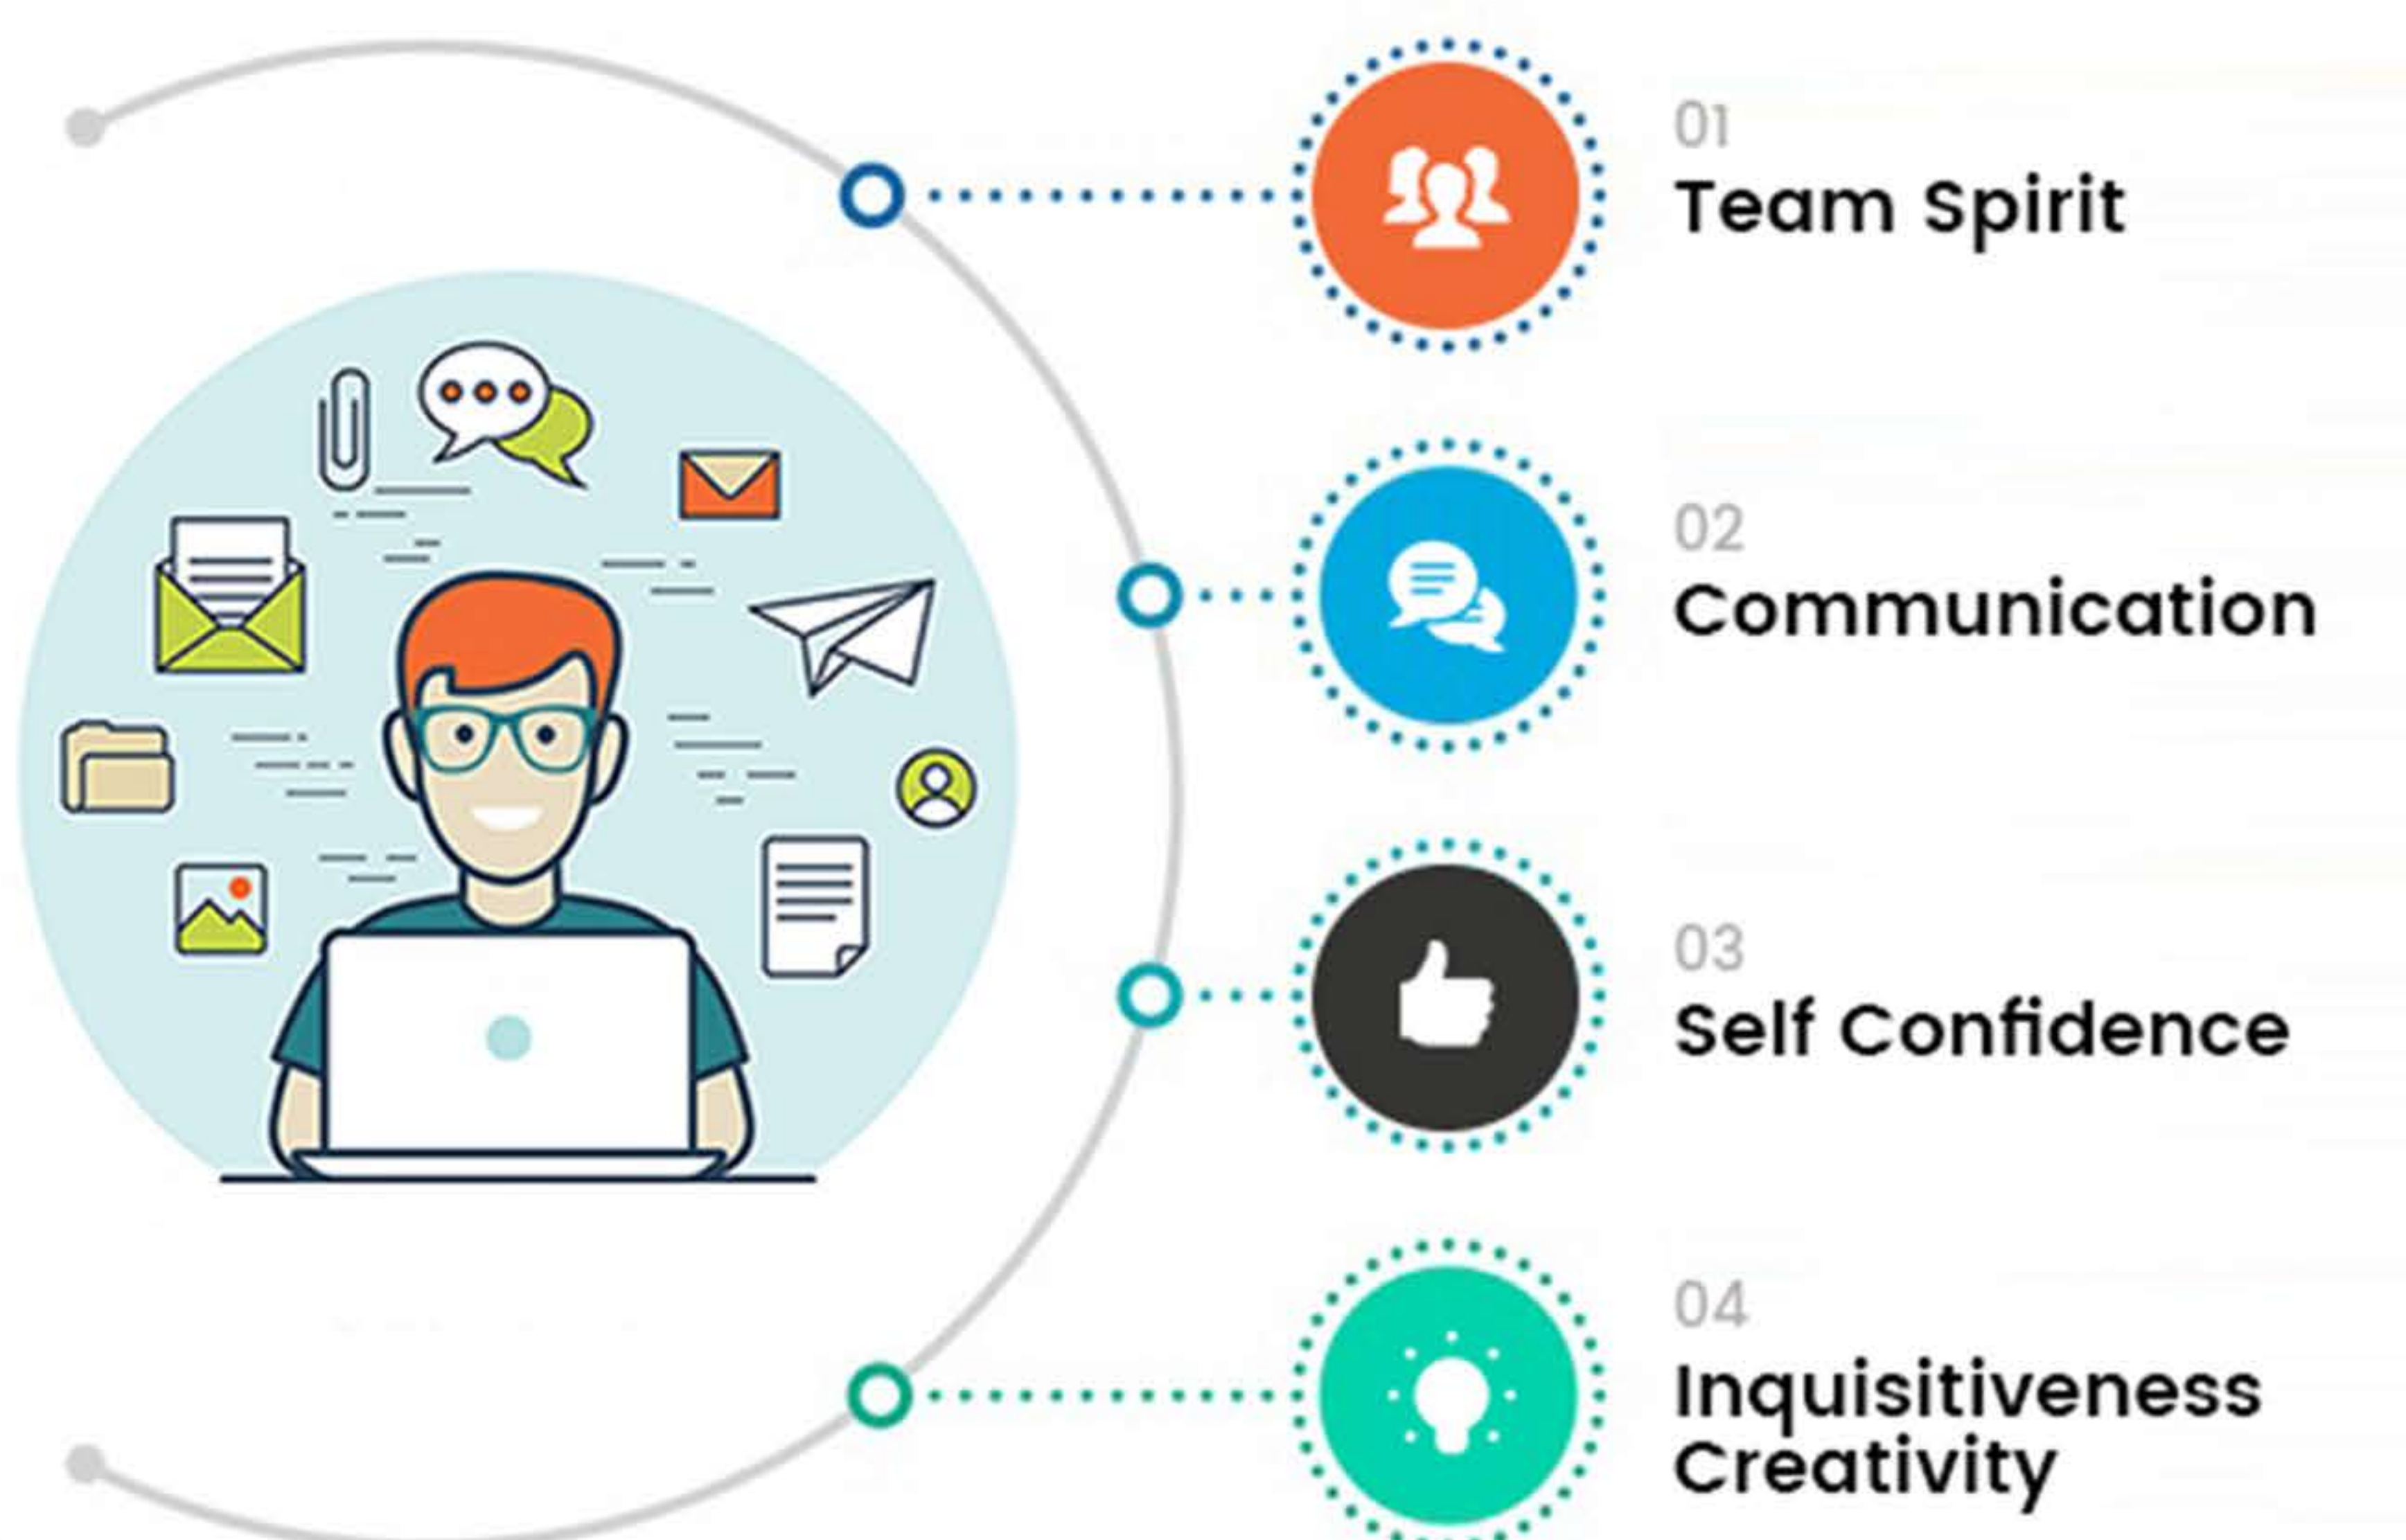 01
Team Spirit
02
Communication
03
Self Confidence
04
Inquisitiveness
Creativity